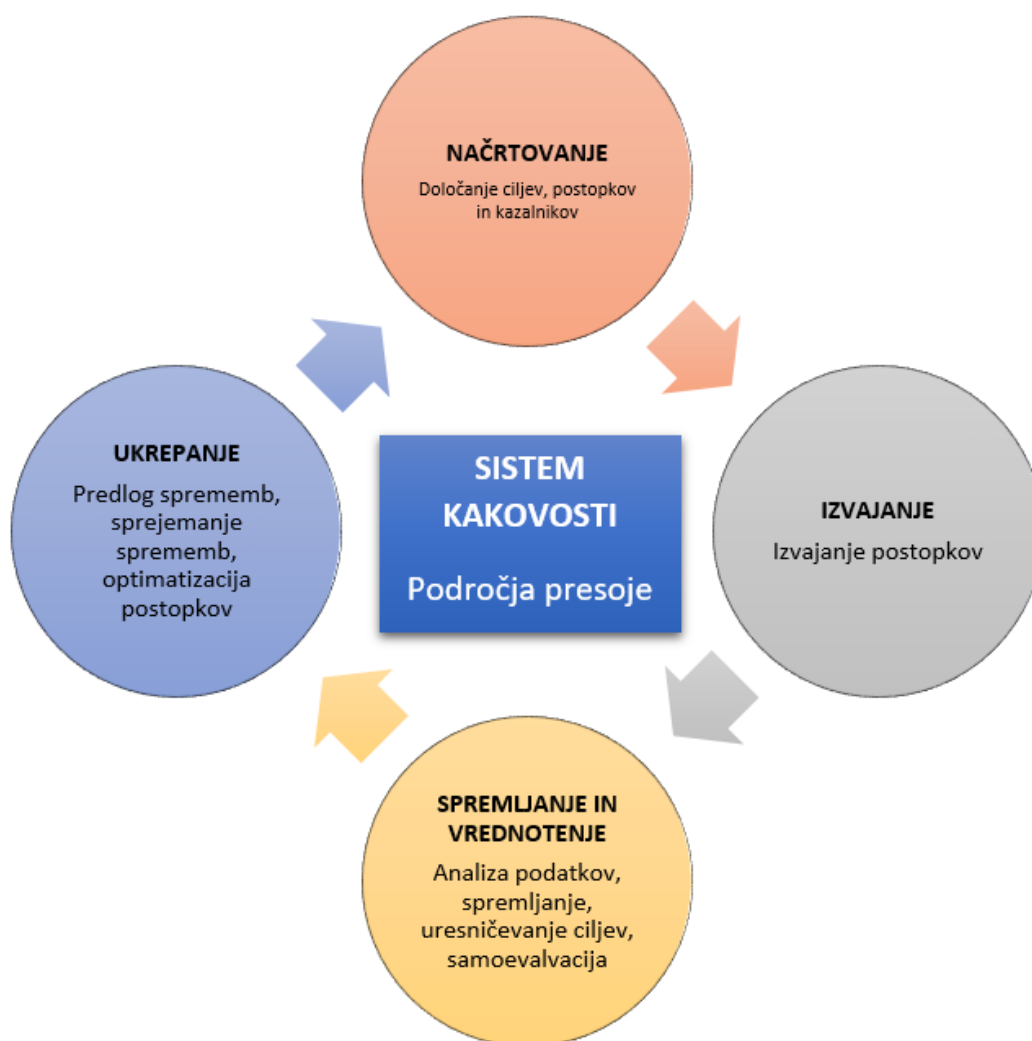 NAČRTOVANJE
Določanje ciljev, postopkov
in kazalnikov
UKREPANJE
Predlog sprememb,
sprejemanje
sprememb,
optimatizacija
postopkov
SISTEM
KAKOVOSTI
Področja presoje
IZVAJANJE
Izvajanje postopkov
SPREMLJANJE IN
VREDNOTENJE
Analiza podatkov,
spremljanje,
uresničevanje ciljev,
samoevalvacija